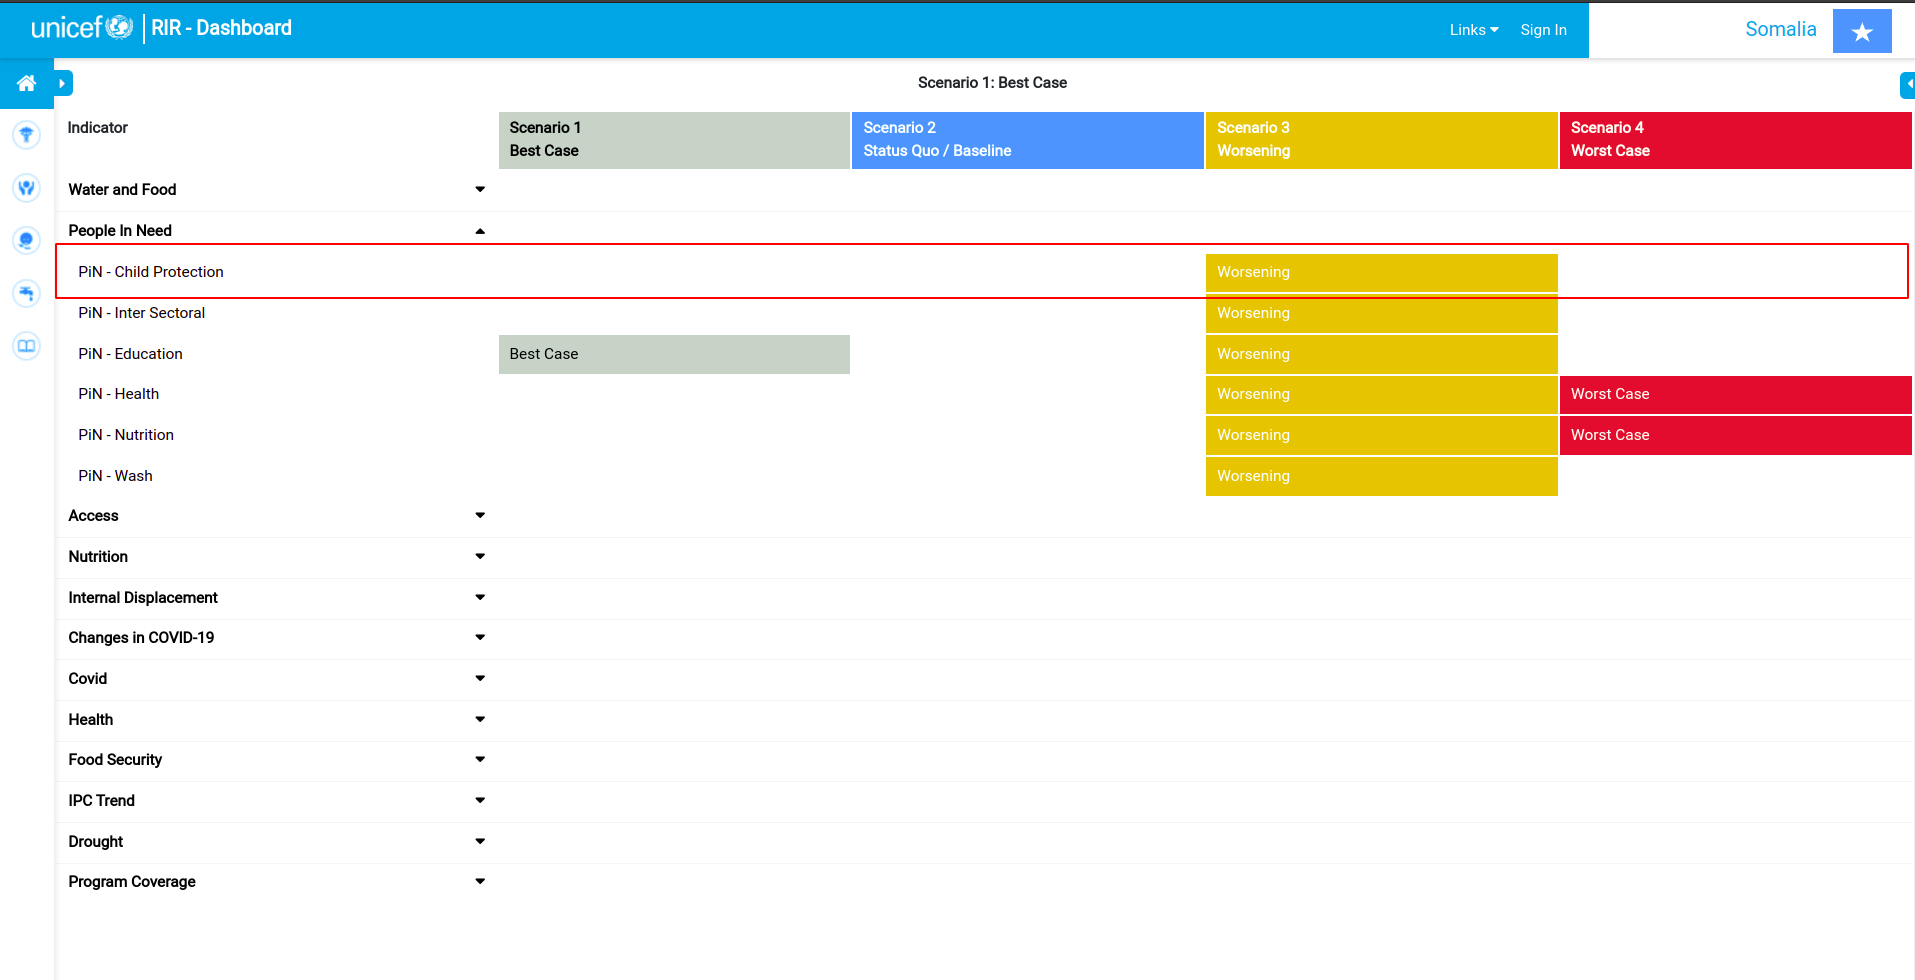 unicef RIR - Dashboard Links Sign In Somalia
Scenario 1: Best Case
Indicator Scenario 1 Scenario 2 Scenario 3 Scenario 4
Best Case Status Quo / Baseline Worsening Worst Case
Water and Food
People In Need
PiN - Child Protection Worsening
PiN - Inter Sectoral Worsening
PiN - Education Best Case Worsening
PiN - Health Worsening Worst Case
PiN - Nutrition Worsening Worst Case
PiN - Wash Worsening
Access
Nutrition
Internal Displacement
Changes in COVID-19
Covid
Health
Food Security
IPC Trend
Drought
Program Coverage